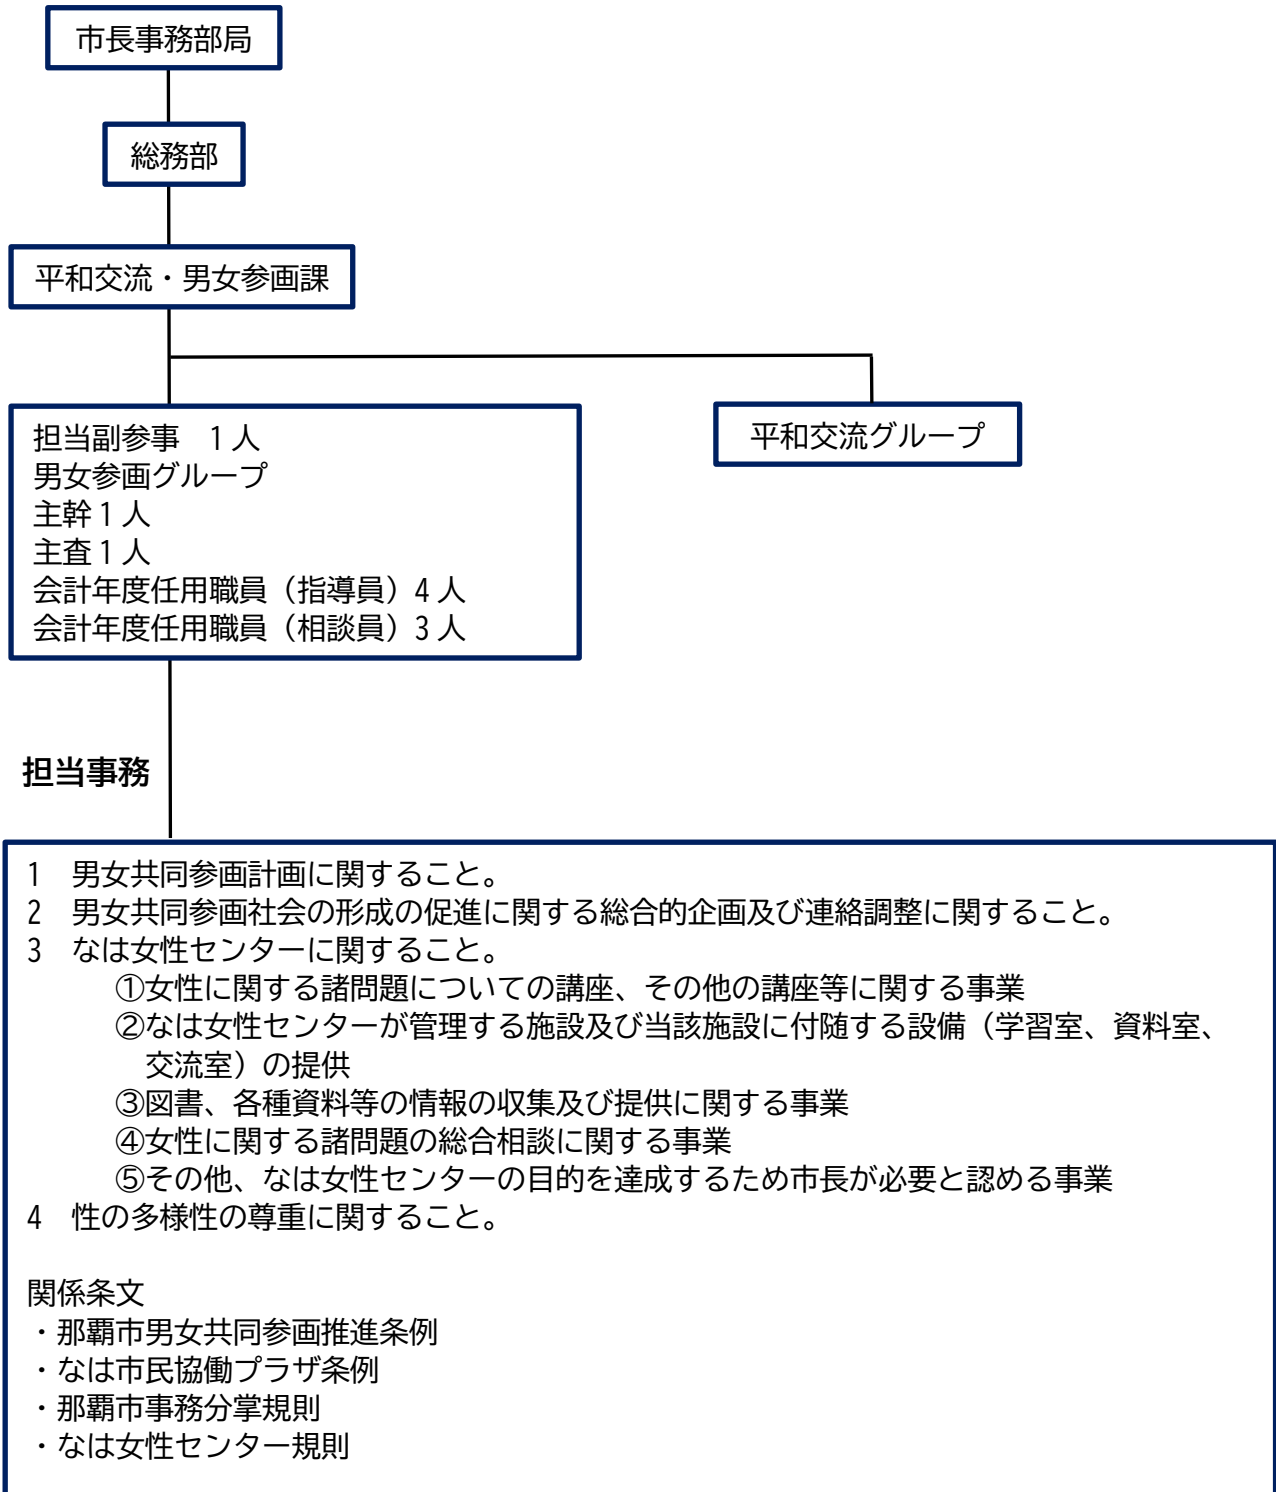 市長事務部局
総務部
平和交流・男女参画課
担当副参事　1人
男女参画グループ
主幹1人
主査1人
会計年度任用職員（指導員）4人
会計年度任用職員（相談員）3人
平和交流グループ
担当事務
1　男女共同参画計画に関すること。
2　男女共同参画社会の形成の促進に関する総合的企画及び連絡調整に関すること。
3　なは女性センターに関すること。
①女性に関する諸問題についての講座、その他の講座等に関する事業
②なは女性センターが管理する施設及び当該施設に付随する設備（学習室、資料室、
交流室）の提供
③図書、各種資料等の情報の収集及び提供に関する事業
④女性に関する諸問題の総合相談に関する事業
⑤その他、なは女性センターの目的を達成するため市長が必要と認める事業
4　性の多様性の尊重に関すること。
関係条文
・那覇市男女共同参画推進条例
・なは市民協働プラザ条例
・那覇市事務分掌規則
・なは女性センター規則